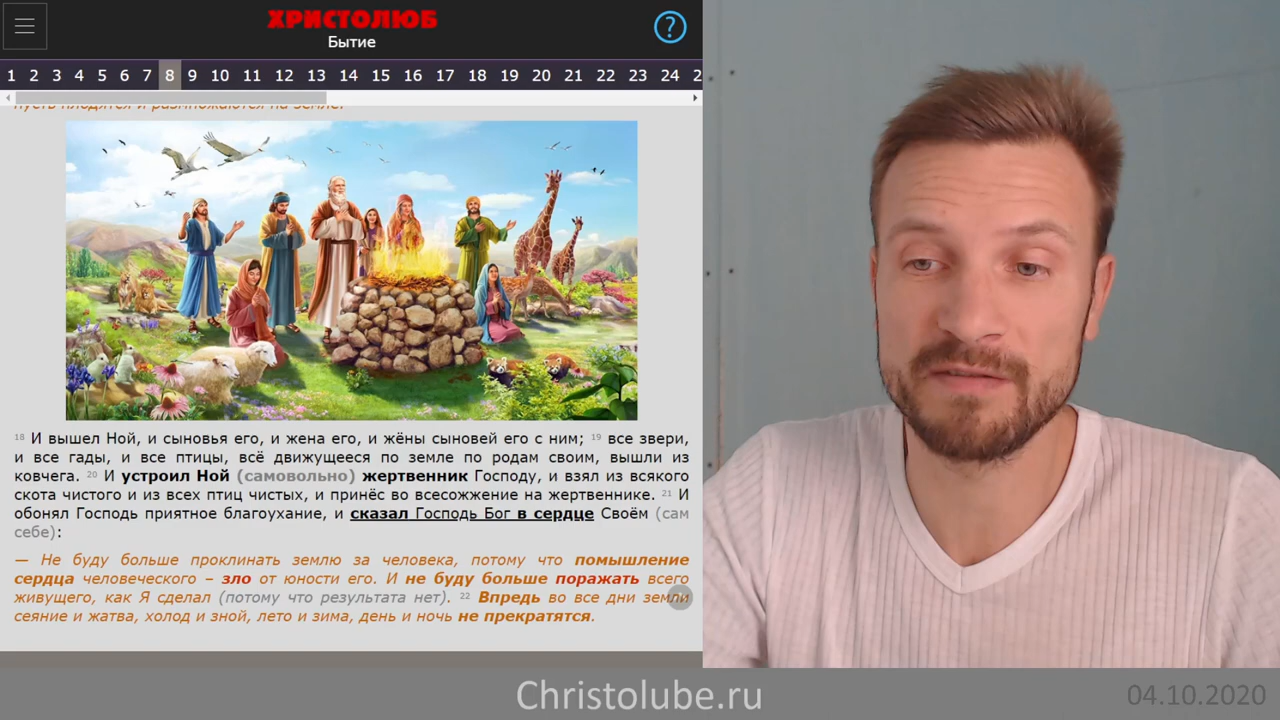 ХРИСТОЛЮБ
?
Бытие
1 2 3 4 5 6 7 8 9 10 11 12 13 14 15 16 17 18 19 20 21 22 23 24 2
пусть плодятся и размножаются на земле.
18 И вышел Ной, и сыновья его, и жена его, и жёны сыновей его с ним; 19 все звери,
и все гады, и все птицы, всё движущееся по земле по родам своим, вышли из
ковчега. 20 И устроил Ной (самовольно) жертвенник Господу, и взял из всякого
скота чистого и из всех птиц чистых, и принёс во всесожжение на жертвеннике. 21 И
обонял Господь приятное благоухание, и сказал Господь Бог в сердце Своём (сам
себе):
— Не буду больше проклинать землю за человека, потому что помышление
сердца человеческого – зло от юности его. И не буду больше поражать всего
живущего, как Я сделал (потому что результата нет). 22 Впредь во все дни земли
сеяние и жатва, холод и зной, лето и зима, день и ночь не прекратятся.
Christolube.ru
04.10.2020